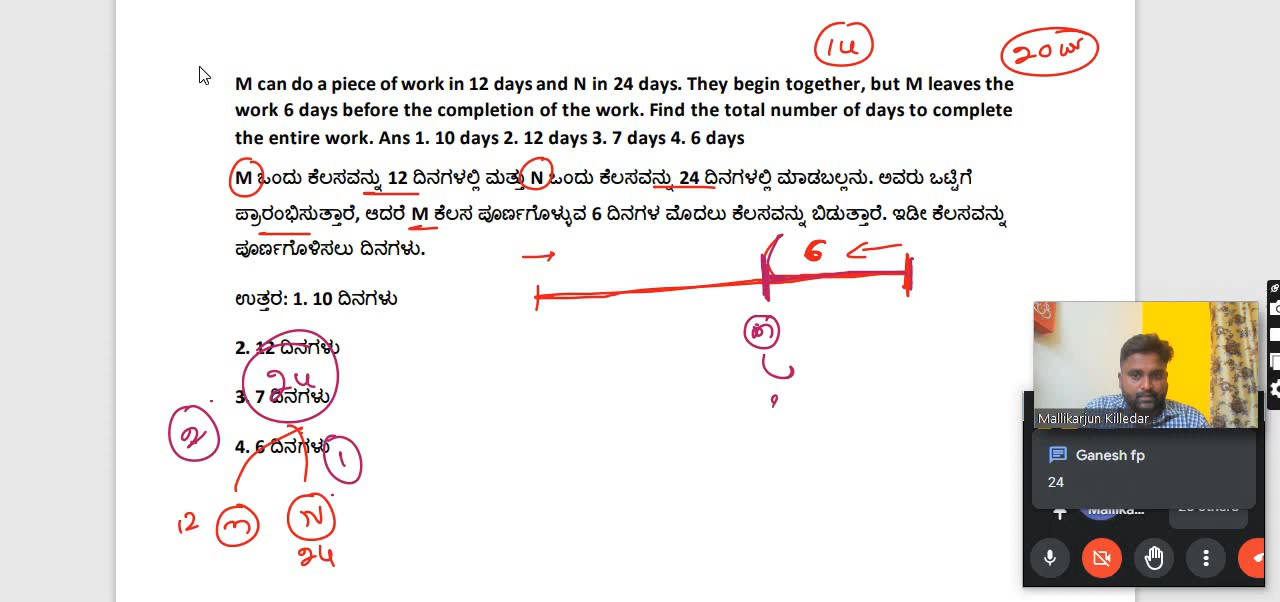 14
20 wr
M can do a piece of work in 12 days and N in 24 days. They begin together, but M leaves the
work 6 days before the completion of the work. Find the total number of days to complete
the entire work. Ans 1. 10 days 2. 12 days 3. 7 days 4. 6 days
M ಒಂದು ಕೆಲಸವನ್ನು 12 ದಿನಗಳಲ್ಲಿ ಮತ್ತು N ಒಂದು ಕೆಲಸವನ್ನು 24 ದಿನಗಳಲ್ಲಿ ಮಾಡಬಲ್ಲನು. ಅವರು ಒಟ್ಟಿಗೆ
ಪ್ರಾರಂಭಿಸುತ್ತಾರೆ, ಆದರೆ M ಕೆಲಸ ಪೂರ್ಣಗೊಳ್ಳುವ 6 ದಿನಗಳ ಮೊದಲು ಕೆಲಸವನ್ನು ಬಿಡುತ್ತಾರೆ. ಇಡೀ ಕೆಲಸವನ್ನು
ಪೂರ್ಣಗೊಳಿಸಲು ದಿನಗಳು.
6
ಉತ್ತರ: 1. 10 ದಿನಗಳು
2. 12 ದಿನಗಳು
24
3. 7 ದಿನಗಳು
2
4. 6 ದಿನಗಳು
1
12 M N
24
Mallikarjun Killedar
Ganesh fp
24
Mallika...